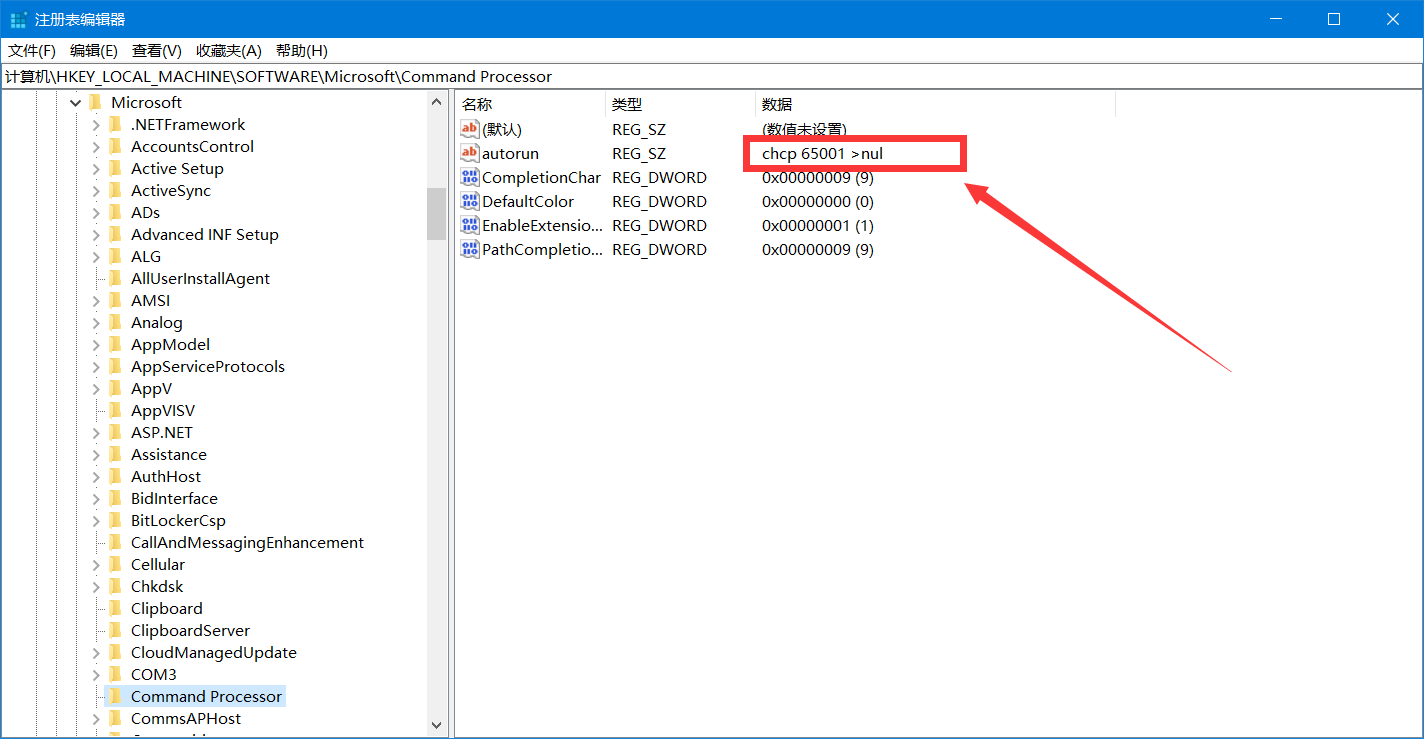 注册表编辑器
文件(F) 编辑(E) 查看(V) 收藏夹(A) 帮助(H)
计算机\HKEY_LOCAL_MACHINE\SOFTWARE\Microsoft\Command Processor
Microsoft
.NETFramework
AccountsControl
Active Setup
ActiveSync
ADs
Advanced INF Setup
ALG
AllUserInstallAgent
AMSI
Analog
AppModel
AppServiceProtocols
AppV
AppVISV
ASP.NET
Assistance
AuthHost
BidInterface
BitLockerCsp
CallAndMessagingEnhancement
Cellular
Chkdsk
Clipboard
ClipboardServer
CloudManagedUpdate
COM3
Command Processor
CommsAPHost
名称 类型 数据
(默认) REG_SZ (数值未设置)
autorun REG_SZ chcp 65001 >nul
CompletionChar REG_DWORD 0x00000009 (9)
DefaultColor REG_DWORD 0x00000000 (0)
EnableExtensio... REG_DWORD 0x00000001 (1)
PathCompletio... REG_DWORD 0x00000009 (9)